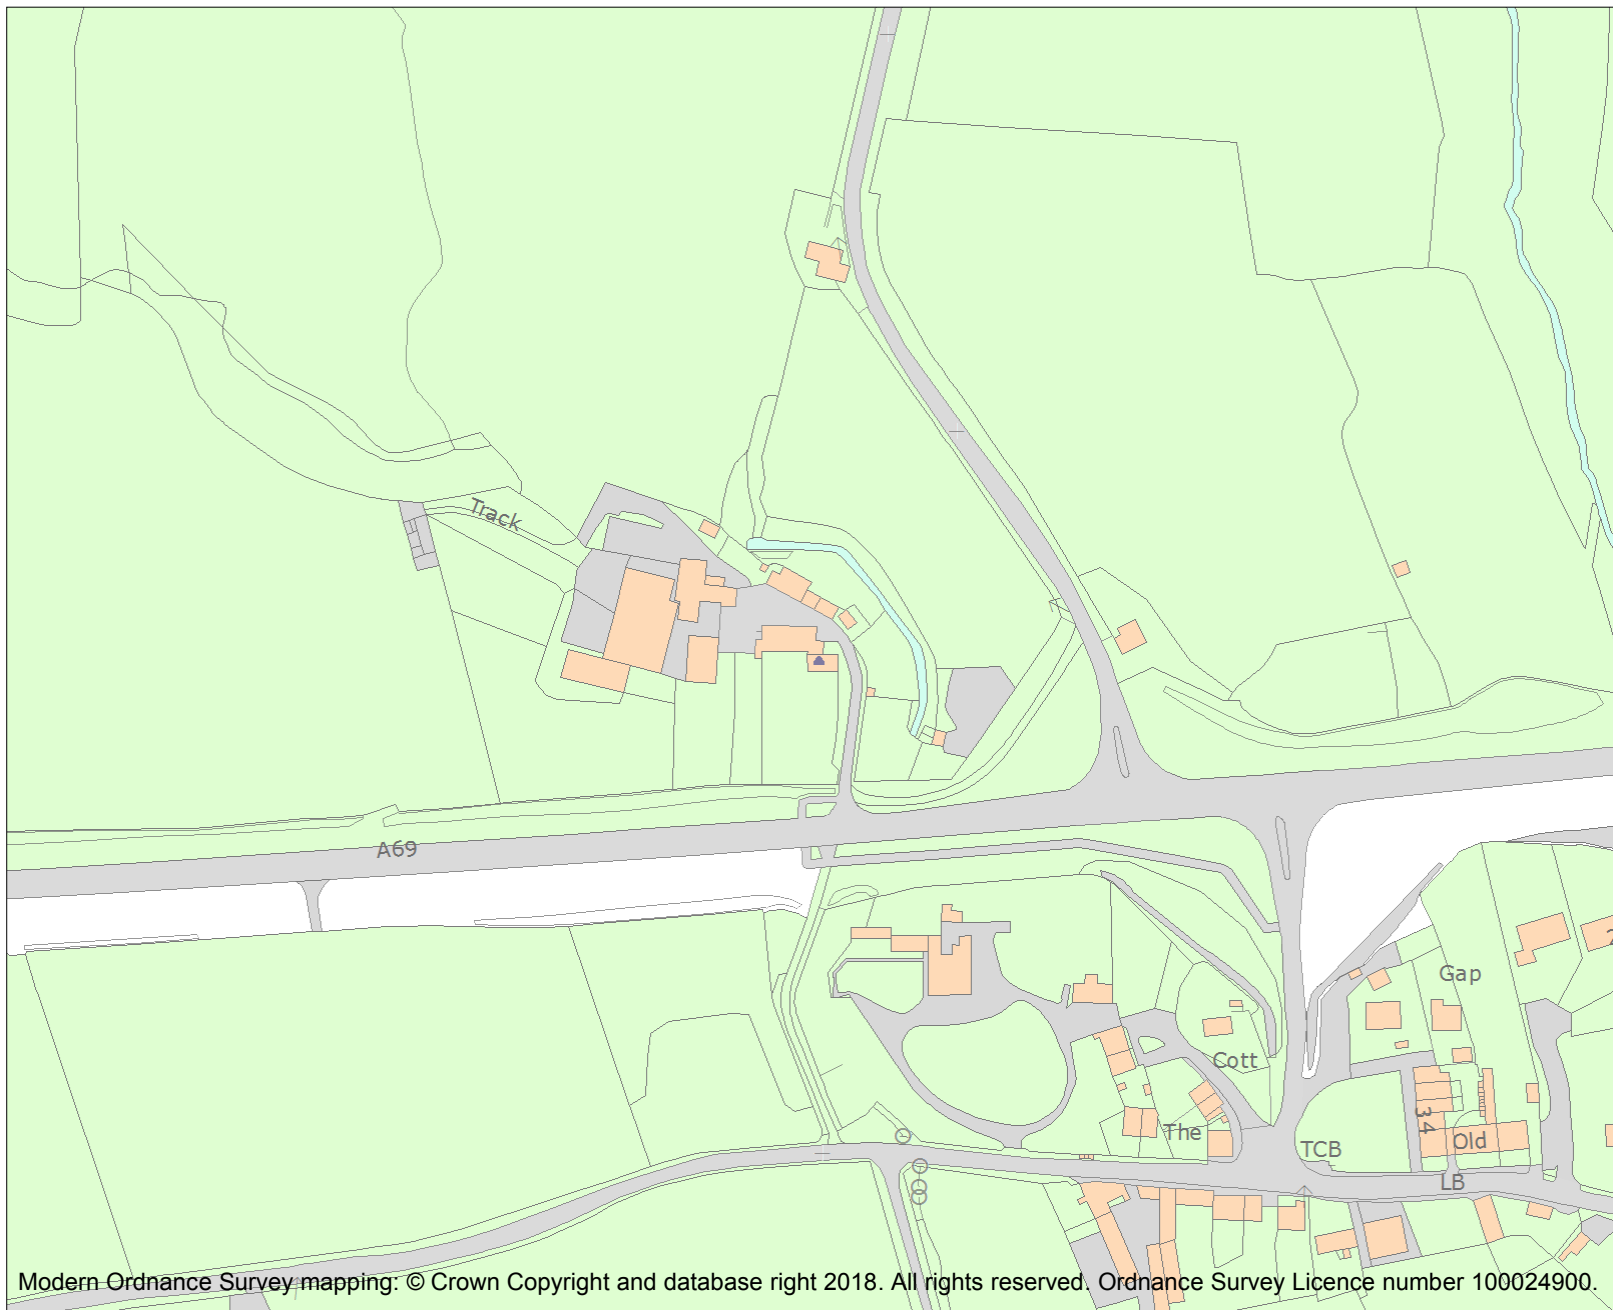 Track
A69
Gap
Cott
34
The
Old
TCB
LB
Modern Ordnance Survey mapping: © Crown Copyright and database right 2018. All rights reserved. Ordnance Survey Licence number 100024900.